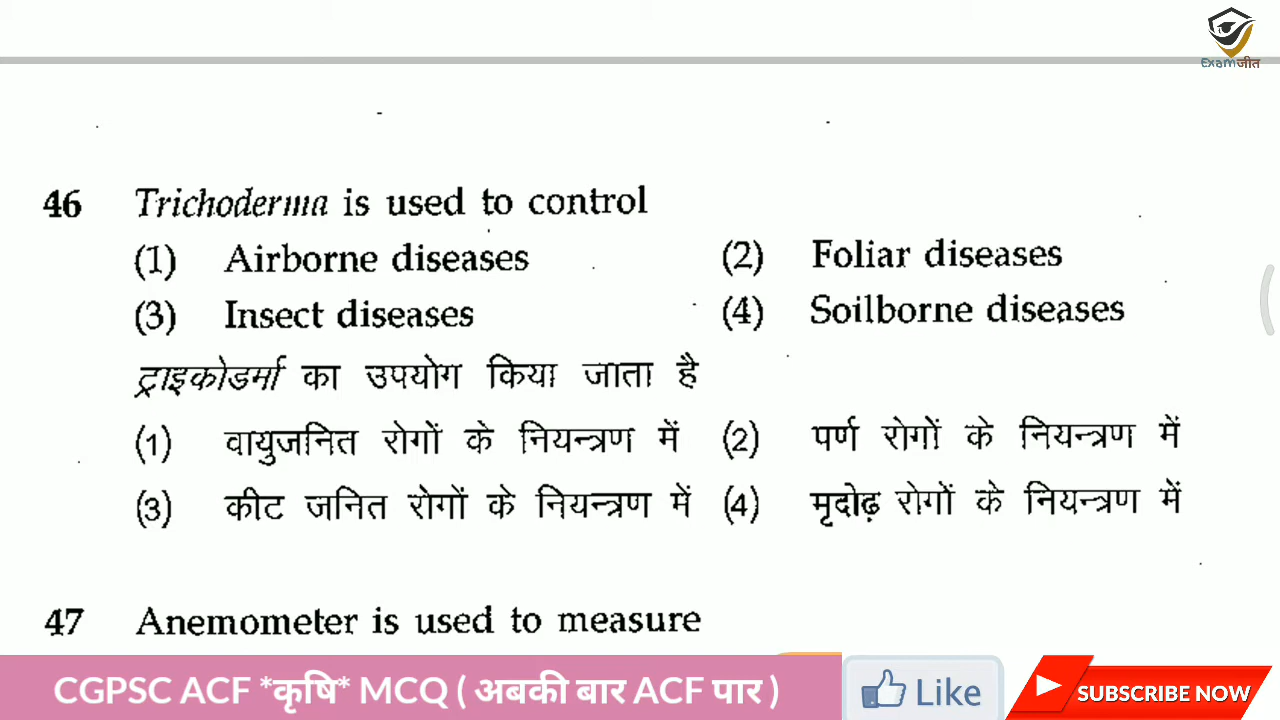 Examजीत
46 Trichoderma is used to control
(1) Airborne diseases (2) Foliar diseases
(3) Insect diseases (4) Soilborne diseases
ट्राइकोडर्मा का उपयोग किया जाता है
(1) वायुजनित रोगों के नियन्त्रण में (2) पर्ण रोगों के नियन्त्रण में
(3) कीट जनित रोगों के नियन्त्रण में (4) मृदोढ़ रोगों के नियन्त्रण में
47 Anemometer is used to measure
CGPSC ACF *कृषि* MCQ ( अबकी बार ACF पार ) Like SUBSCRIBE NOW